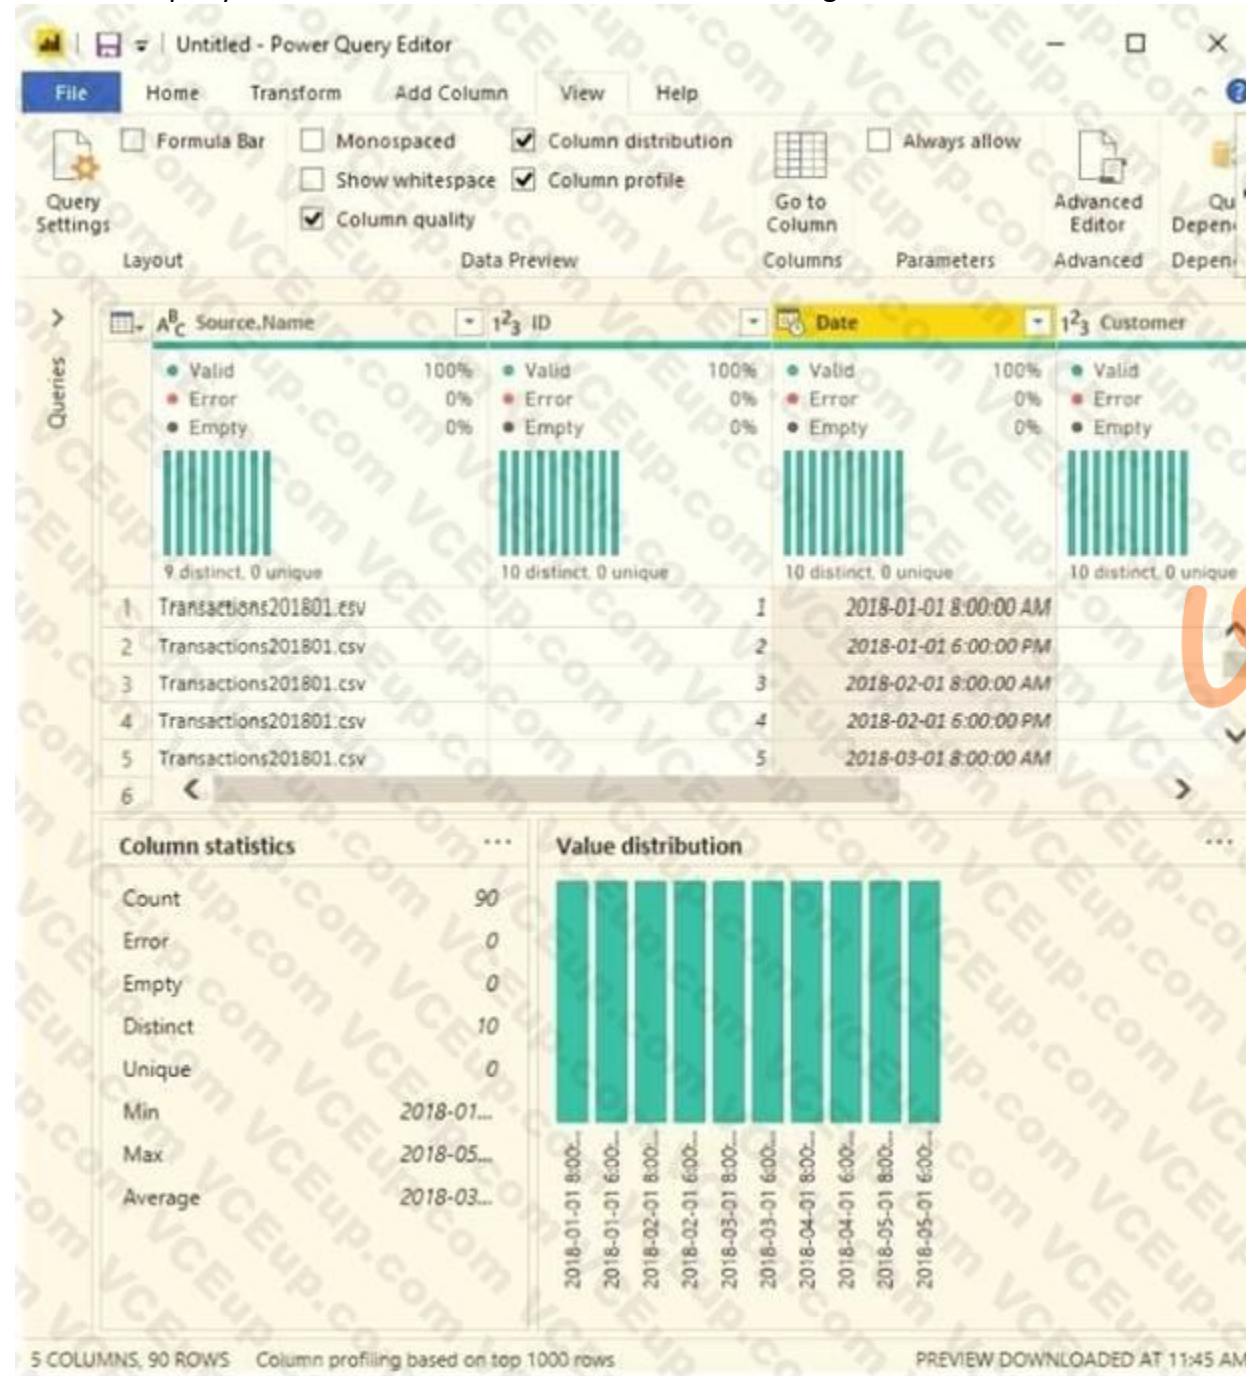 Untitled - Power Query Editor
File Home Transform Add Column View Help
Formula Bar Monospaced Column distribution Always allow
Show whitespace Column profile
Query Settings Column quality Go to Column Advanced Editor
Layout Data Preview Columns Parameters Advanced
Queries
ABC Source.Name 123 ID Date 123 Customer
Valid 100% Valid 100% Valid 100% Valid
Error 0% Error 0% Error 0% Error
Empty 0% Empty 0% Empty 0% Empty
9 distinct, 0 unique 10 distinct, 0 unique 10 distinct, 0 unique 10 distinct, 0 unique
1 Transactions201801.csv 1 2018-01-01 8:00:00 AM
2 Transactions201801.csv 2 2018-01-01 6:00:00 PM
3 Transactions201801.csv 3 2018-02-01 8:00:00 AM
4 Transactions201801.csv 4 2018-02-01 6:00:00 PM
5 Transactions201801.csv 5 2018-03-01 8:00:00 AM
6
Column statistics ... Value distribution ...
Count 90
Error 0
Empty 0
Distinct 10
Unique 0
Min 2018-01...
Max 2018-05...
Average 2018-03...
2018-01-01 8:00:...
2018-01-01 6:00:...
2018-02-01 8:00:...
2018-02-01 6:00:...
2018-03-01 8:00:...
2018-03-01 6:00:...
2018-04-01 8:00:...
2018-04-01 6:00:...
2018-05-01 8:00:...
2018-05-01 6:00:...
5 COLUMNS, 90 ROWS Column profiling based on top 1000 rows PREVIEW DOWNLOADED AT 11:45 AM
VCEup.com